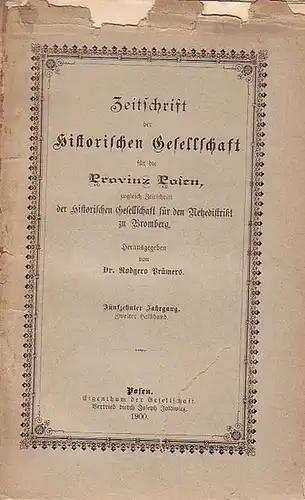 Zeitschrift
der
Historischen Gesellschaft
für die
Provinz Posen,
zugleich Zeitschrift
der Historischen Gesellschaft für den Netzedistrikt
zu Bromberg.
Herausgegeben
von
Dr. Rodgero Prümers.
Fünfzehnter Jahrgang.
Zweiter Halbband.
Posen.
Eigenthum der Gesellschaft.
Vertrieb durch Joseph Jolowicz.
1900.